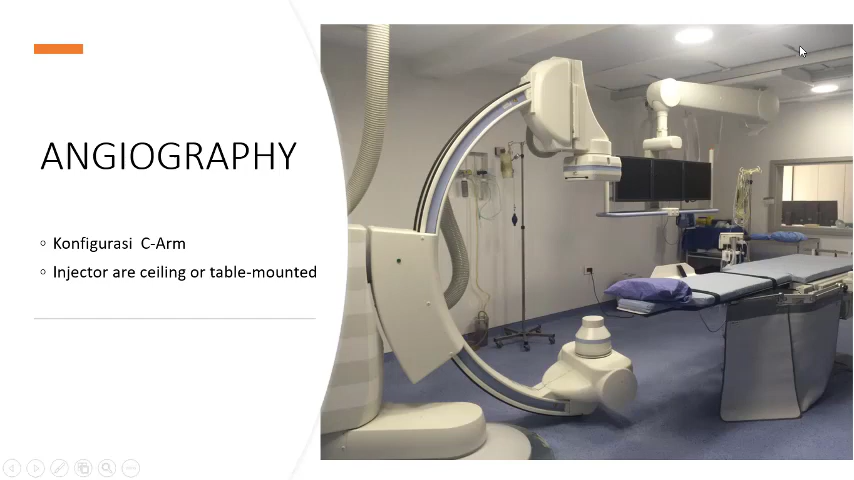 ANGIOGRAPHY
◦ Konfigurasi C-Arm
◦ Injector are ceiling or table-mounted